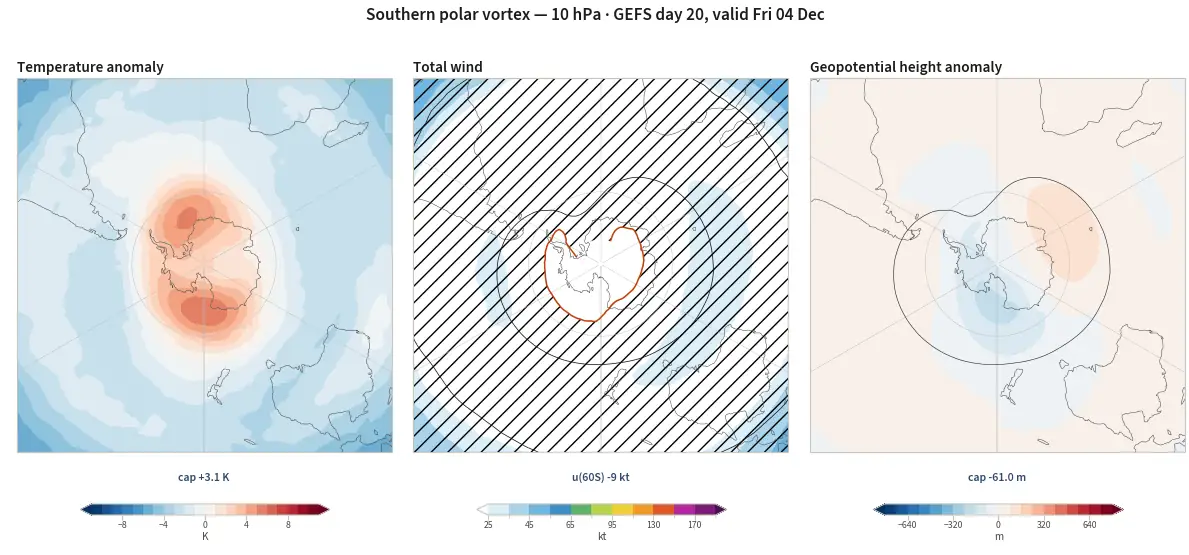 Southern polar vortex — 10 hPa · GEFS day 20, valid Fri 04 Dec
Temperature anomaly
Total wind
Geopotential height anomaly
cap +3.1 K
u(60S) -9 kt
cap -61.0 m
−8 −4 0 4 8
K
25 45 65 95 130 170
kt
−640 −320 0 320 640
m